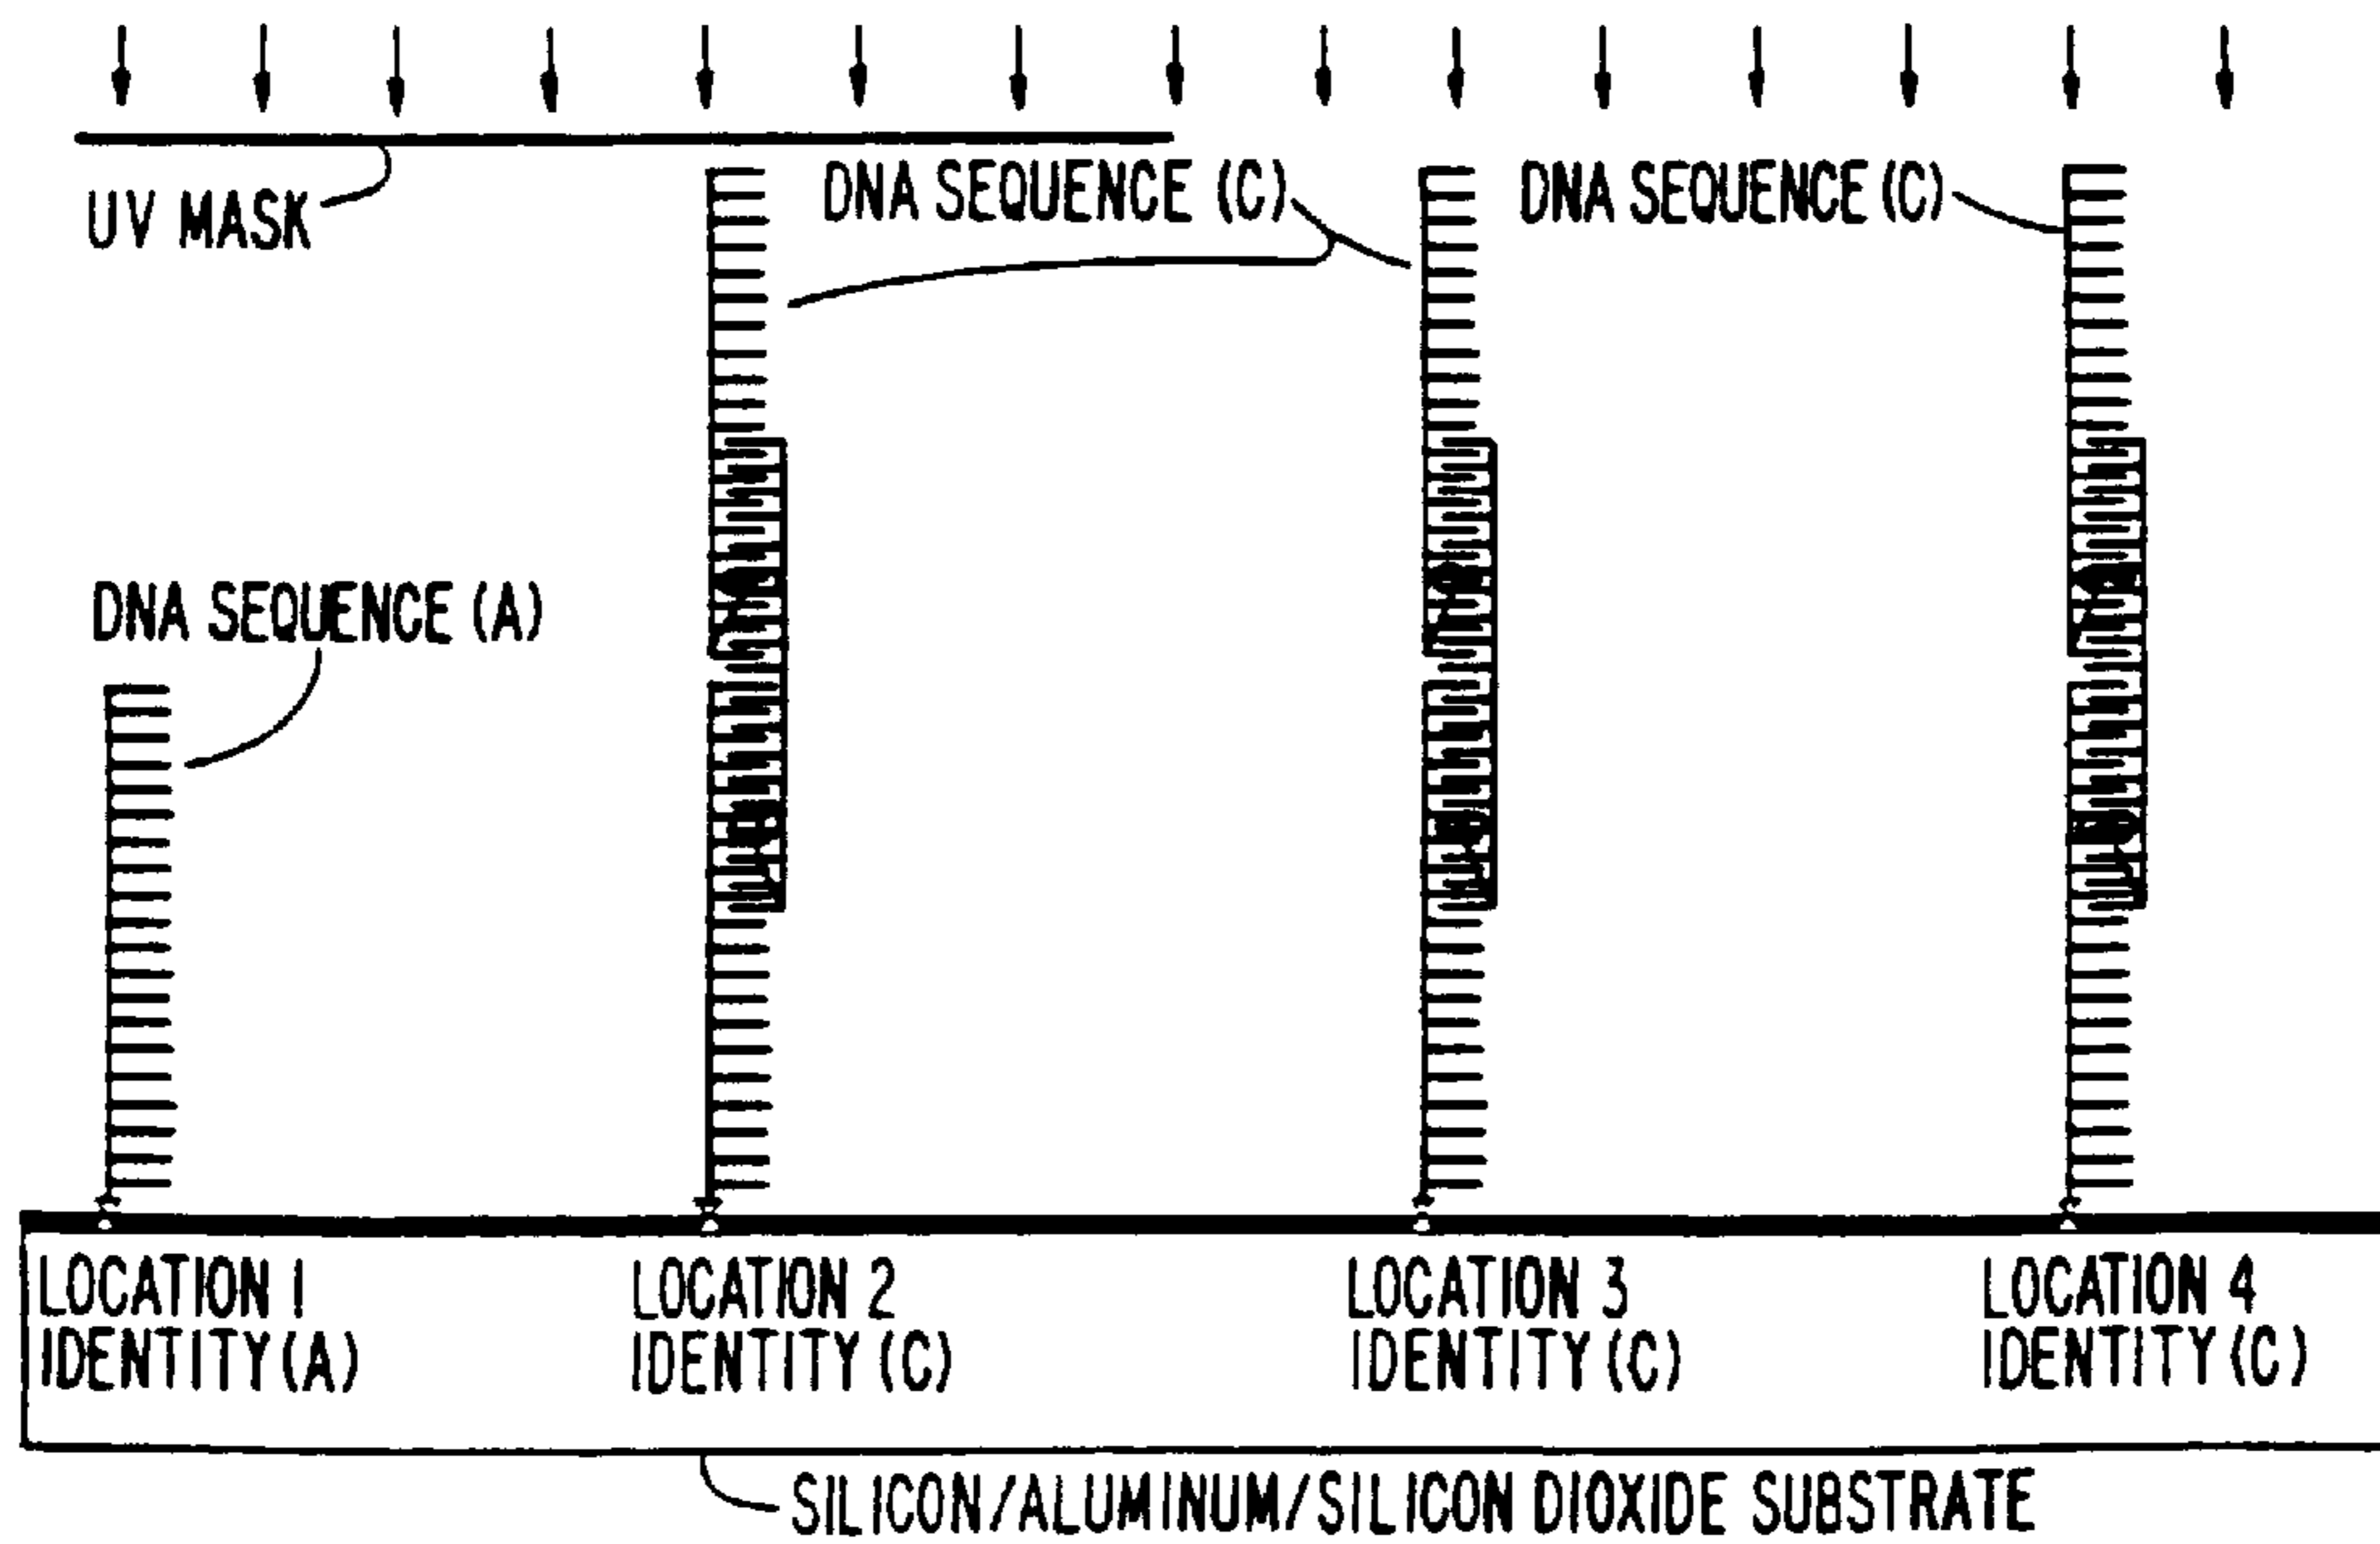 UV MASK
DNA SEQUENCE (C)
DNA SEQUENCE (C)
DNA SEQUENCE (A)
LOCATION 1
IDENTITY (A)
LOCATION 2
IDENTITY (C)
LOCATION 3
IDENTITY (C)
LOCATION 4
IDENTITY (C)
SILICON/ALUMINUM/SILICON DIOXIDE SUBSTRATE